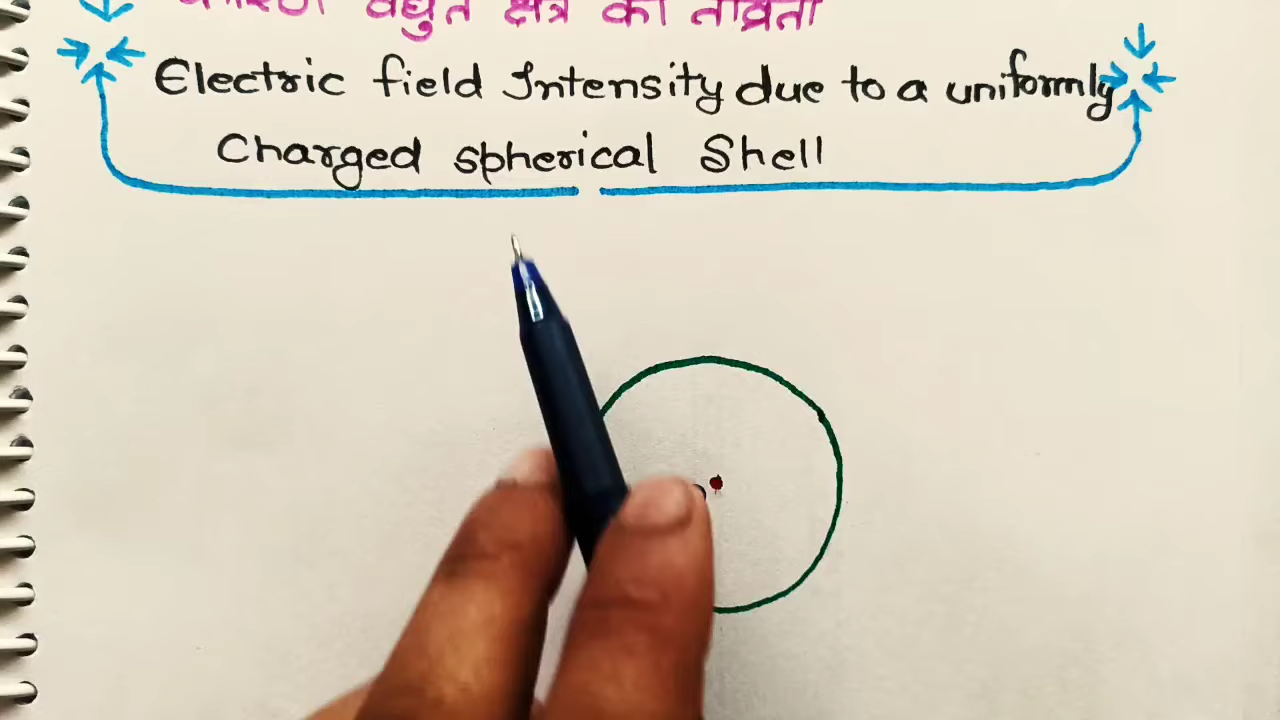 विद्युत क्षेत्र की तीव्रता
Electric field Intensity due to a uniformly
Charged spherical Shell